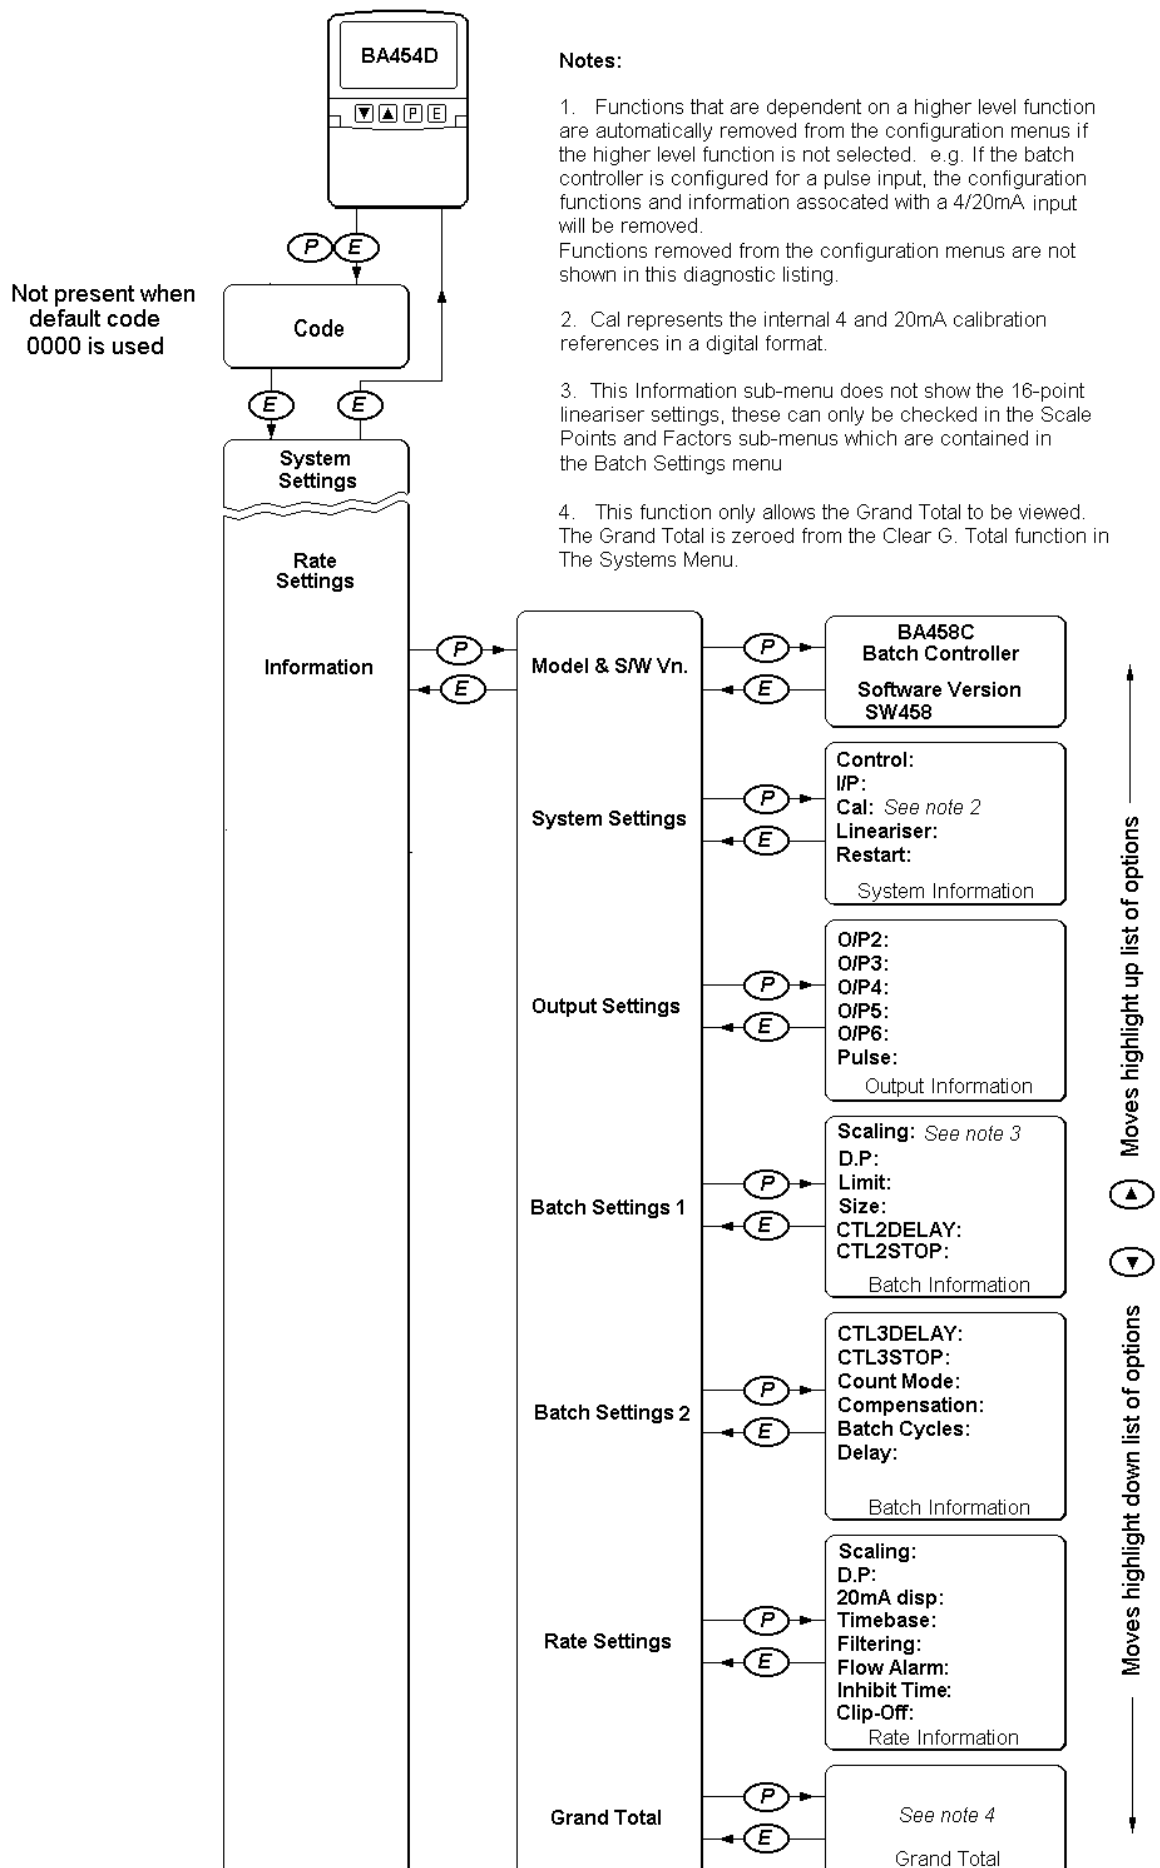 BA454D
▼ ▲ P E
Notes:
1. Functions that are dependent on a higher level function
are automatically removed from the configuration menus if
the higher level function is not selected. e.g. If the batch
controller is configured for a pulse input, the configuration
functions and information assocated with a 4/20mA input
will be removed.
Functions removed from the configuration menus are not
shown in this diagnostic listing.
2. Cal represents the internal 4 and 20mA calibration
references in a digital format.
3. This Information sub-menu does not show the 16-point
lineariser settings, these can only be checked in the Scale
Points and Factors sub-menus which are contained in
the Batch Settings menu
4. This function only allows the Grand Total to be viewed.
The Grand Total is zeroed from the Clear G. Total function in
The Systems Menu.
P E
Not present when
default code
0000 is used
Code
E E
System
Settings
Rate
Settings
Information
P
E
Model & S/W Vn.
P
E
BA458C
Batch Controller
Software Version
SW458
System Settings
P
E
Control:
I/P:
Cal: See note 2
Lineariser:
Restart:
System Information
Output Settings
P
E
O/P2:
O/P3:
O/P4:
O/P5:
O/P6:
Pulse:
Output Information
Batch Settings 1
P
E
Scaling: See note 3
D.P:
Limit:
Size:
CTL2DELAY:
CTL2STOP:
Batch Information
Batch Settings 2
P
E
CTL3DELAY:
CTL3STOP:
Count Mode:
Compensation:
Batch Cycles:
Delay:
Batch Information
Rate Settings
P
E
Scaling:
D.P:
20mA disp:
Timebase:
Filtering:
Flow Alarm:
Inhibit Time:
Clip-Off:
Rate Information
Grand Total
P
E
See note 4
Grand Total
▲ Moves highlight up list of options
▼ Moves highlight down list of options